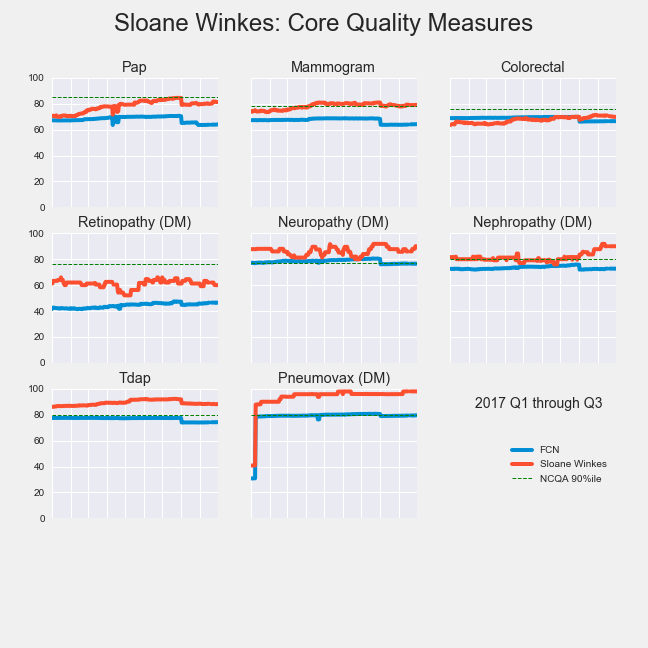 Sloane Winkes: Core Quality Measures
Pap
Mammogram
Colorectal
100
80
60
40
20
0
Retinopathy (DM)
Neuropathy (DM)
Nephropathy (DM)
100
80
60
40
20
0
Tdap
Pneumovax (DM)
100
80
60
40
20
0
2017 Q1 through Q3
FCN
Sloane Winkes
NCQA 90%ile